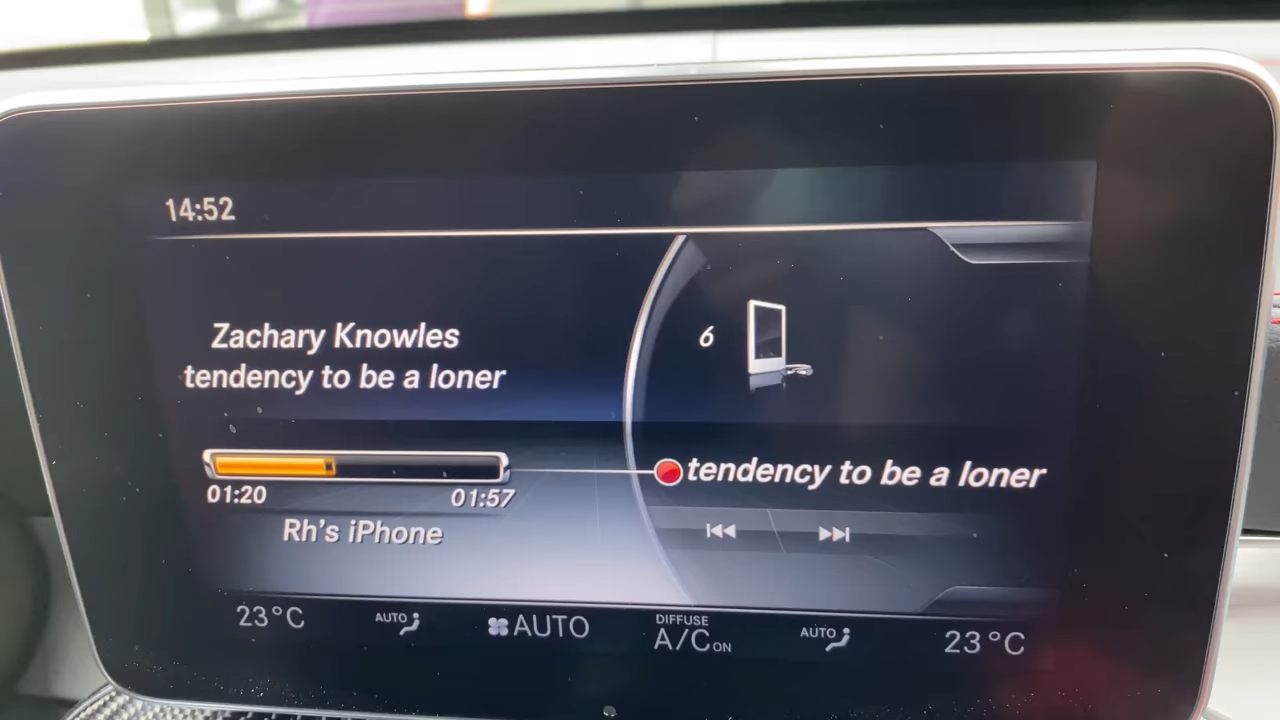 14:52
Zachary Knowles
tendency to be a loner
6
01:20
01:57
tendency to be a loner
Rh's iPhone
23°C
AUTO
AUTO
DIFFUSE
A/C ON
AUTO
23°C